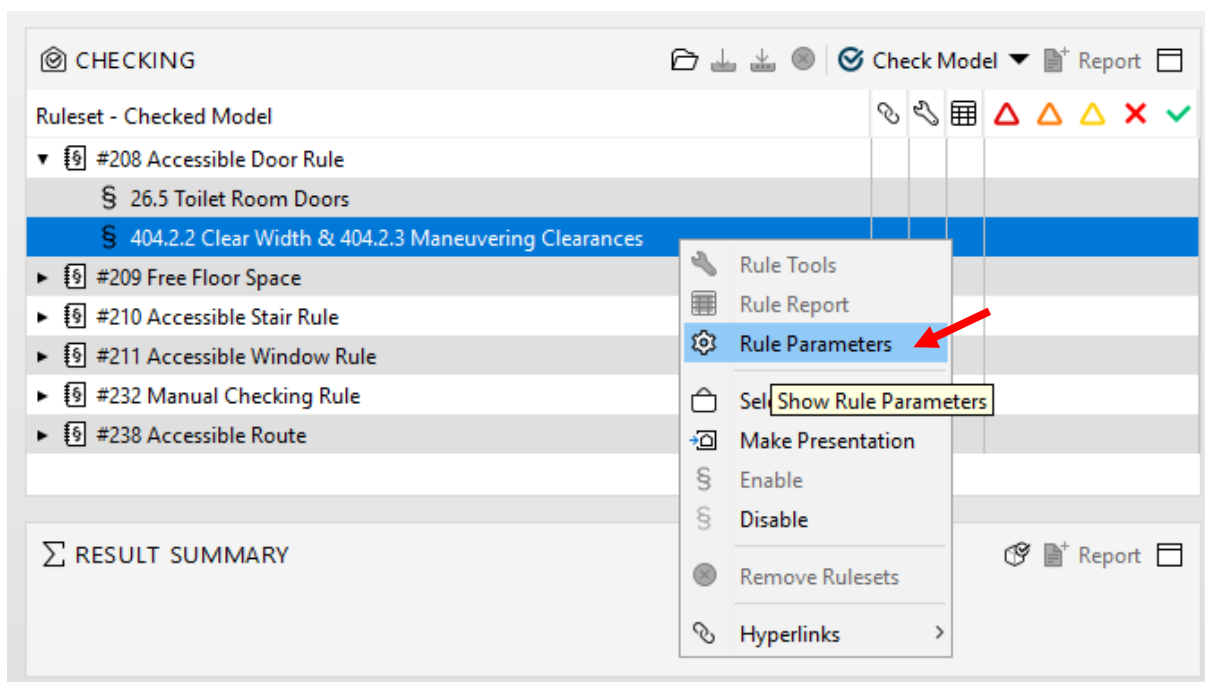 CHECKING Check Model Report
Ruleset - Checked Model
#208 Accessible Door Rule
§ 26.5 Toilet Room Doors
§ 404.2.2 Clear Width & 404.2.3 Maneuvering Clearances
#209 Free Floor Space
#210 Accessible Stair Rule
#211 Accessible Window Rule
#232 Manual Checking Rule
#238 Accessible Route
Rule Tools
Rule Report
Rule Parameters
Show Rule Parameters
Make Presentation
§ Enable
§ Disable
Remove Rulesets
Hyperlinks
∑ RESULT SUMMARY Report